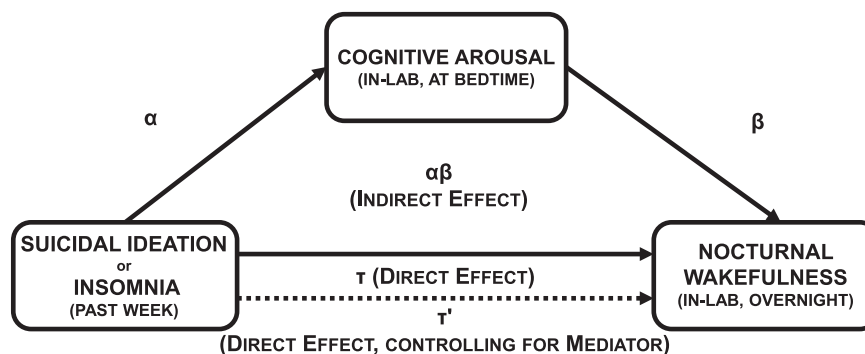 COGNITIVE AROUSAL
(IN-LAB, AT BEDTIME)
α
β
αβ
(INDIRECT EFFECT)
SUICIDAL IDEATION
or
INSOMNIA
(PAST WEEK)
NOCTURNAL
WAKEFULNESS
(IN-LAB, OVERNIGHT)
τ (DIRECT EFFECT)
τ'
(DIRECT EFFECT, CONTROLLING FOR MEDIATOR)